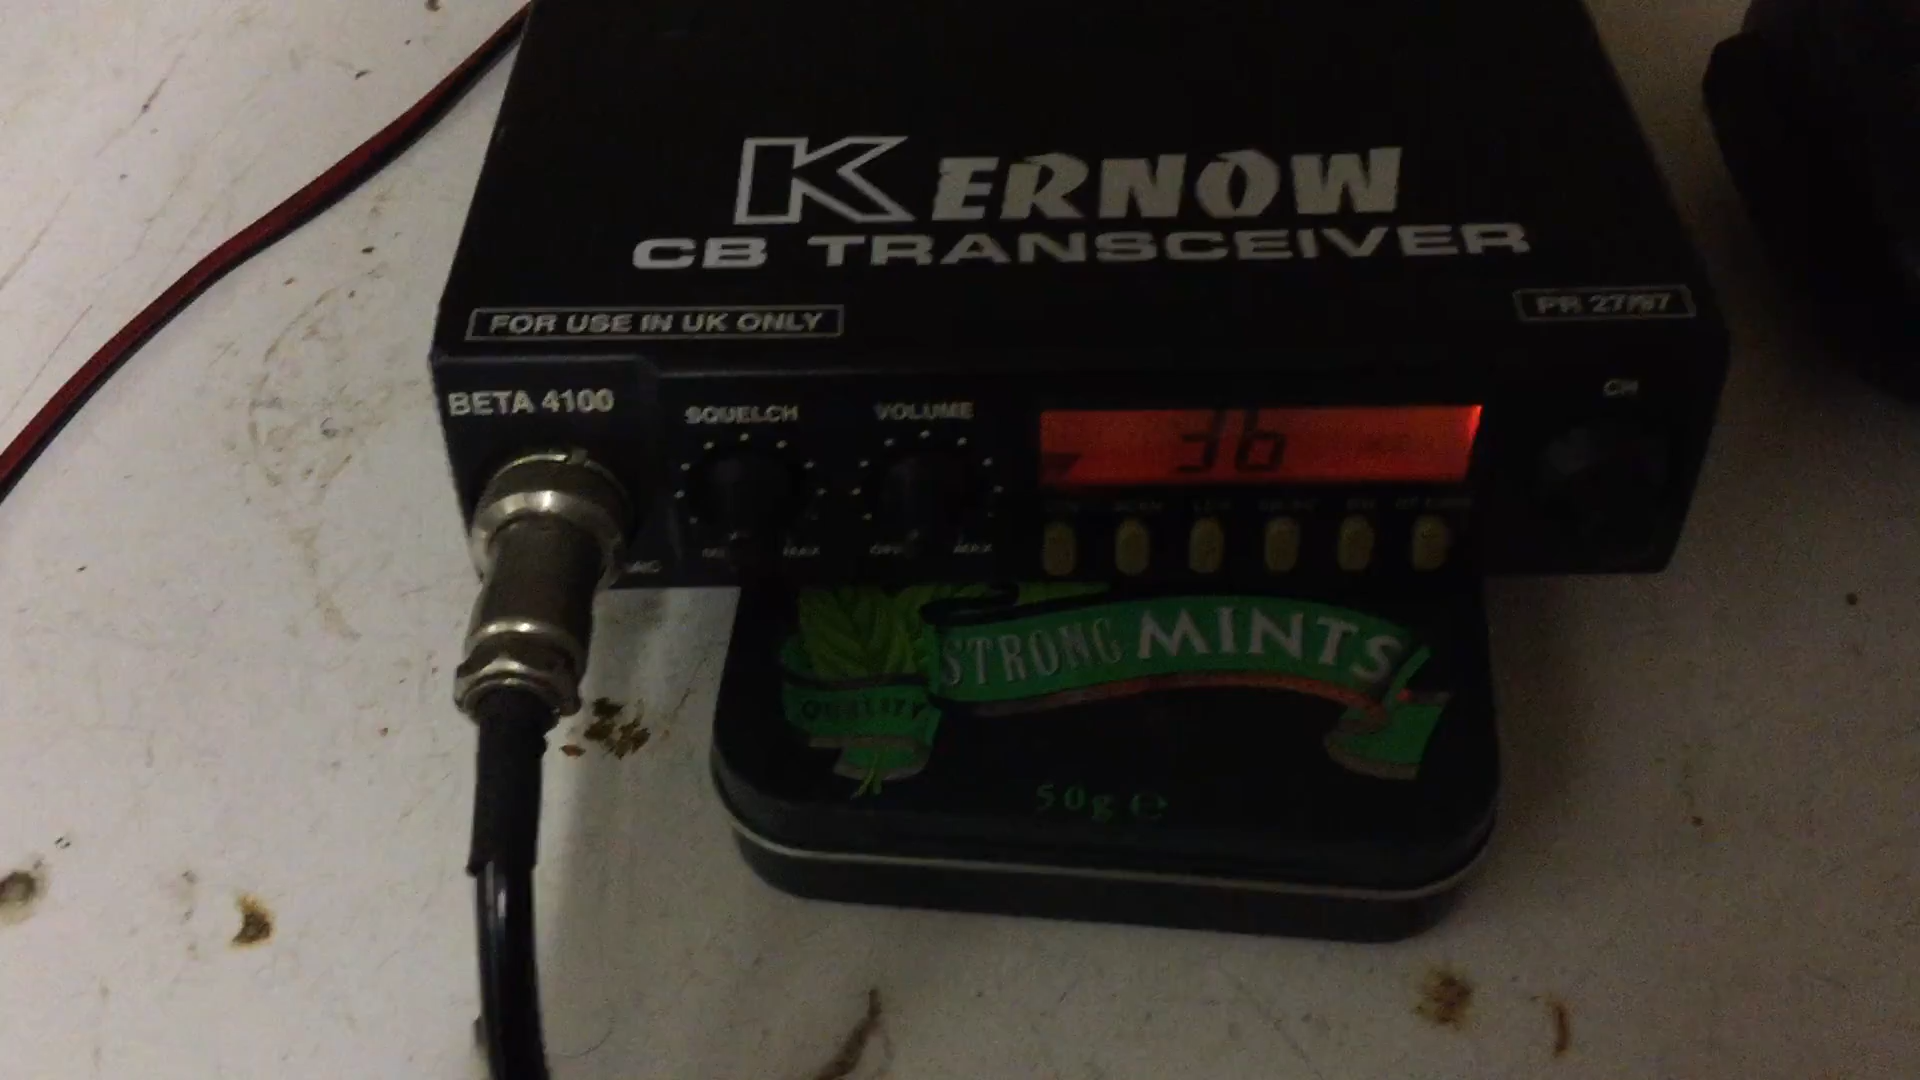 KERNOW
CB TRANSCEIVER
FOR USE IN UK ONLY
PR 27/97
BETA 4100
SQUELCH
VOLUME
CH
36
MAX
OFF
MAX
STRONG MINTS
QUALITY
50g ℮